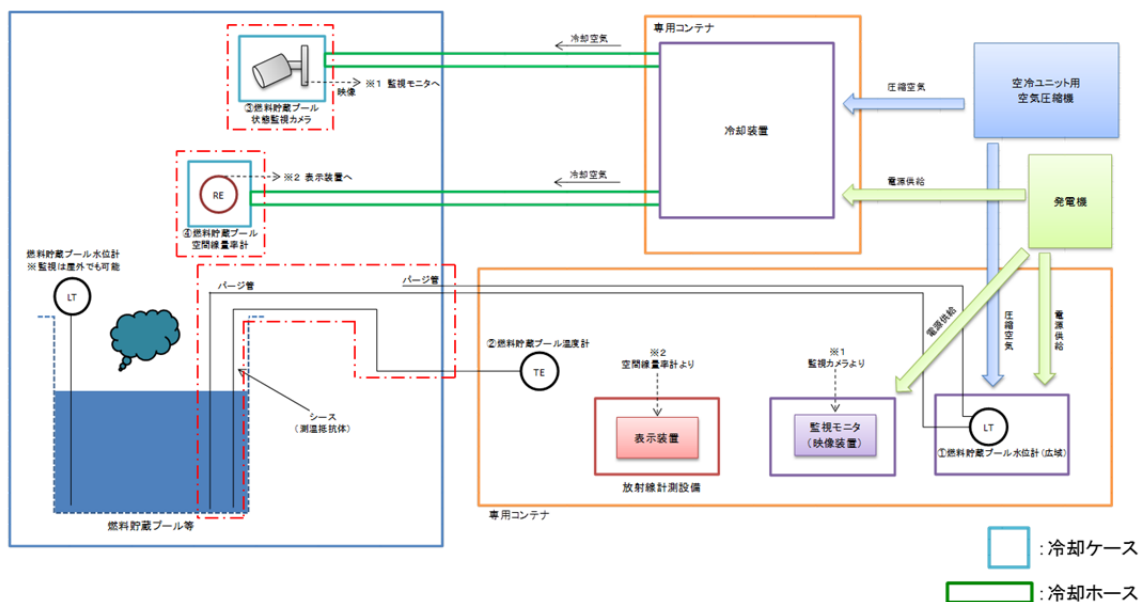 専用コンテナ
冷却空気
※1 監視モニタへ
映像
③燃料貯蔵プール
状態監視カメラ
冷却装置
圧縮空気
空冷ユニット用
空気圧縮機
冷却空気
※2 表示装置へ
RE
④燃料貯蔵プール
空間線量率計
電源供給
発電機
燃料貯蔵プール水位計
※監視は屋外でも可能
LT
パージ管
パージ管
②燃料貯蔵プール温度計
TE
※2
空間線量率計より
※1
監視カメラより
電源供給
圧縮空気
電源供給
シース
(測温抵抗体)
表示装置
監視モニタ
(映像装置)
LT
①燃料貯蔵プール水位計(広域)
放射線計測設備
専用コンテナ
燃料貯蔵プール等
:冷却ケース
:冷却ホース